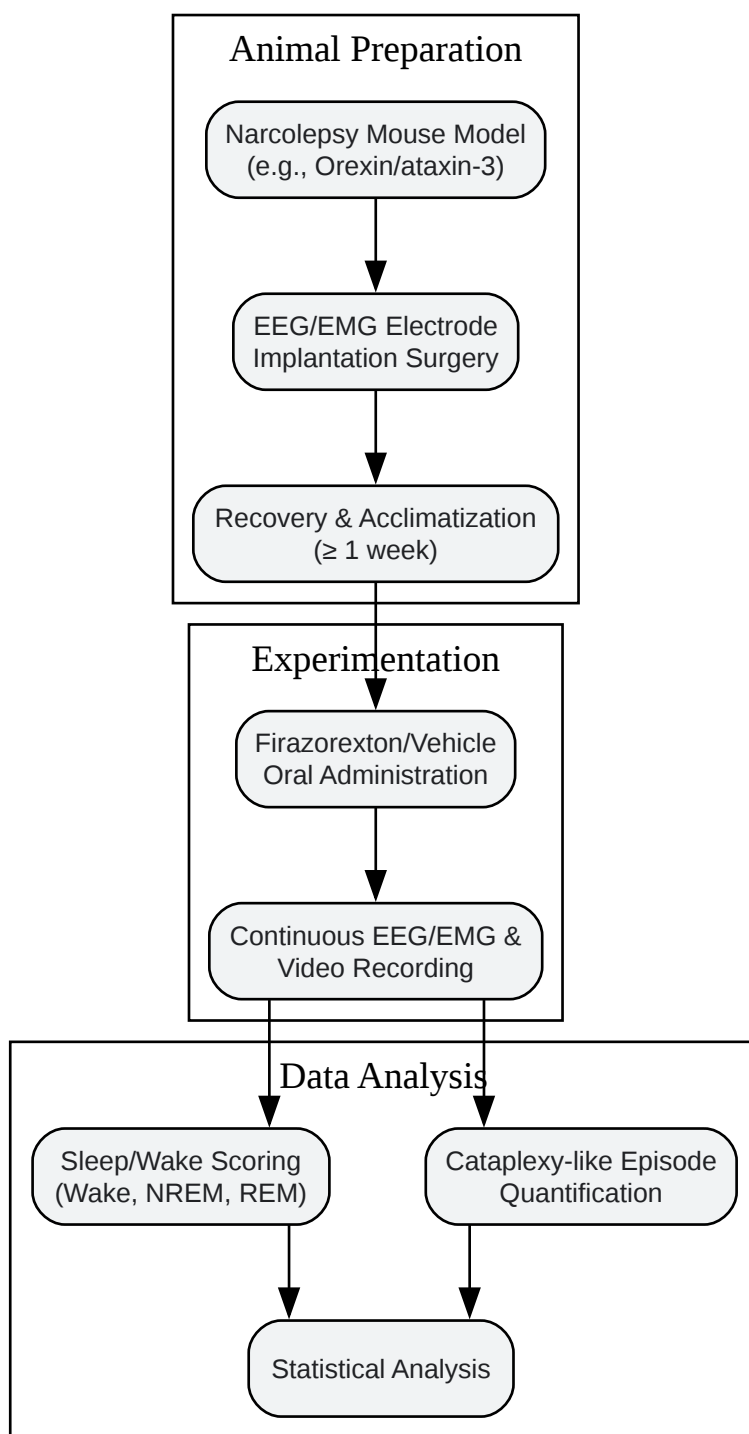 Animal Preparation
Narcolepsy Mouse Model
(e.g., Orexin/ataxin-3)
EEG/EMG Electrode
Implantation Surgery
Recovery & Acclimatization
(≥ 1 week)
Experimentation
Firazorexton/Vehicle
Oral Administration
Continuous EEG/EMG &
Video Recording
Data Analysis
Sleep/Wake Scoring
(Wake, NREM, REM)
Cataplexy-like Episode
Quantification
Statistical Analysis